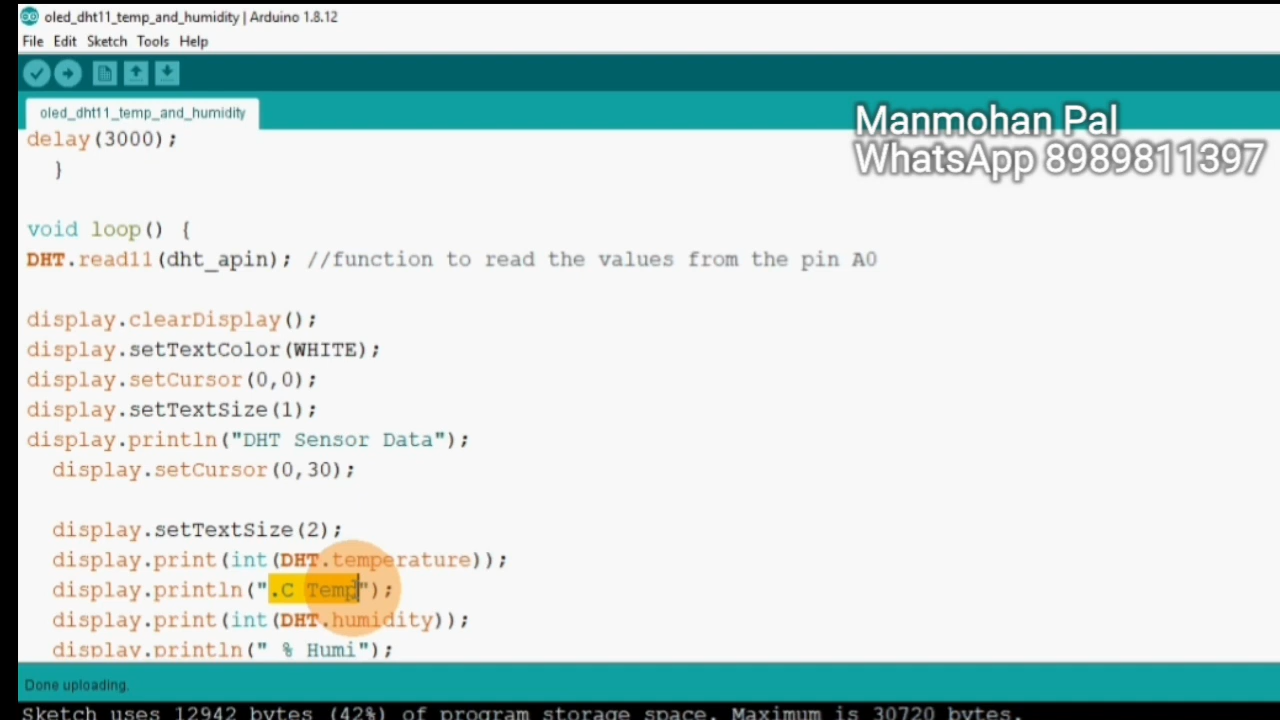 oled_dht11_temp_and_humidity | Arduino 1.8.12
File Edit Sketch Tools Help
oled_dht11_temp_and_humidity
Manmohan Pal
WhatsApp 8989811397
delay(3000);
}
void loop() {
DHT.read11(dht_apin); //function to read the values from the pin A0
display.clearDisplay();
display.setTextColor(WHITE);
display.setCursor(0,0);
display.setTextSize(1);
display.println("DHT Sensor Data");
display.setCursor(0,30);
display.setTextSize(2);
display.print(int(DHT.temperature));
display.println(".C Temp");
display.print(int(DHT.humidity));
display.println(" % Humi");
Done uploading.
Sketch uses 12942 bytes (42%) of program storage space. Maximum is 30720 bytes.